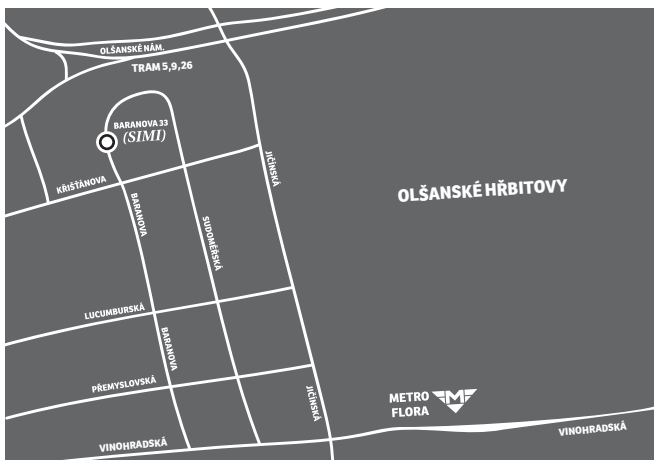 OLŠANSKÉ NÁM.
TRAM 5,9,26
BARANOVA 33
(SIMI)
JIČÍNSKÁ
KŘIŠŤANOVA
OLŠANSKÉ HŘBITOVY
BARANOVA
SUDOMĚŘSKÁ
LUCUMBURSKÁ
BARANOVA
PŘEMYSLOVSKÁ
JIČÍNSKÁ
METRO
FLORA
M
VINOHRADSKÁ
VINOHRADSKÁ